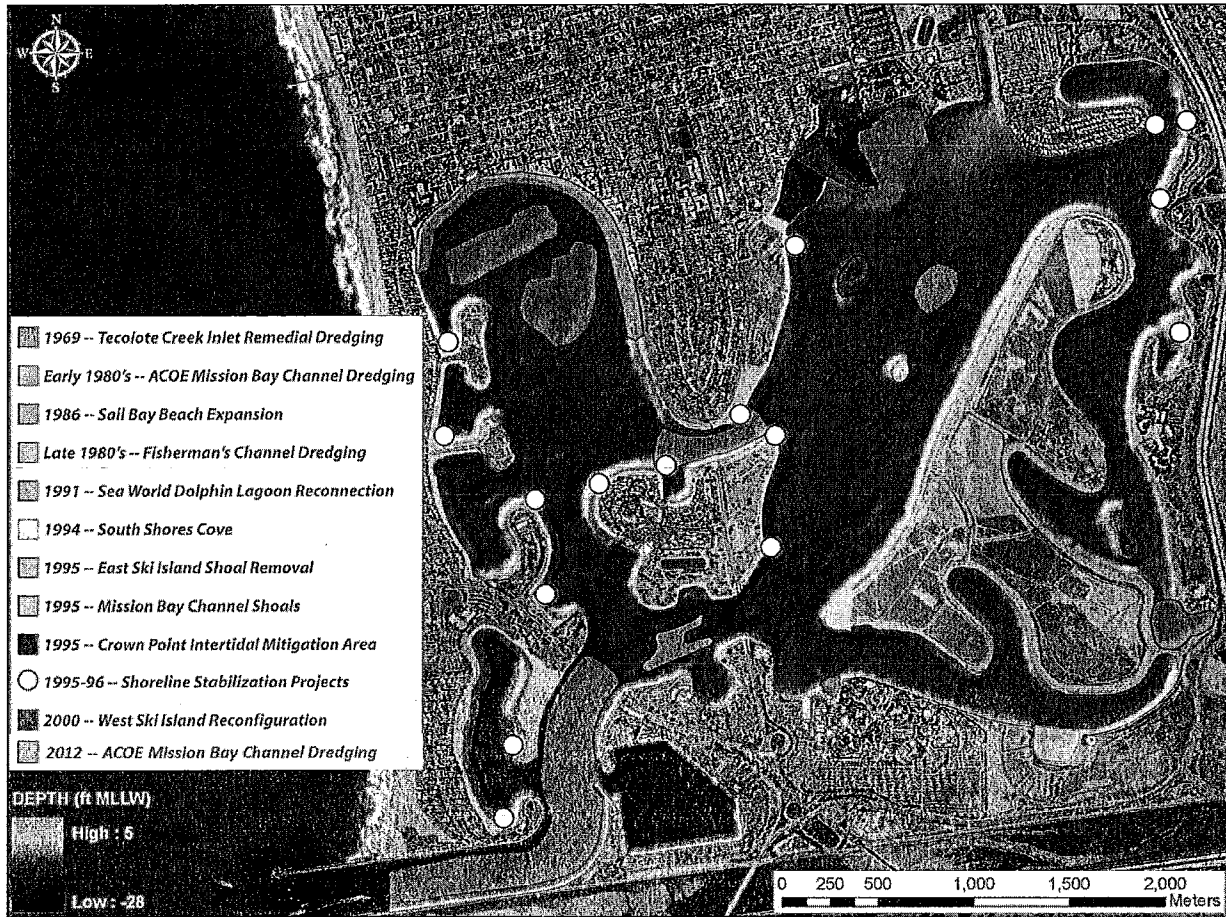 N
W E
S
1969 -- Tecolote Creek Inlet Remedial Dredging
Early 1980's -- ACOE Mission Bay Channel Dredging
1986 -- Sail Bay Beach Expansion
Late 1980's -- Fisherman's Channel Dredging
1991 -- Sea World Dolphin Lagoon Reconnection
1994 -- South Shores Cove
1995 -- East Ski Island Shoal Removal
1995 -- Mission Bay Channel Shoals
1995 -- Crown Point Intertidal Mitigation Area
1995-96 -- Shoreline Stabilization Projects
2000 -- West Ski Island Reconfiguration
2012 -- ACOE Mission Bay Channel Dredging
DEPTH (ft MLLW)
High : 5
Low : -28
0 250 500 1,000 1,500 2,000
Meters